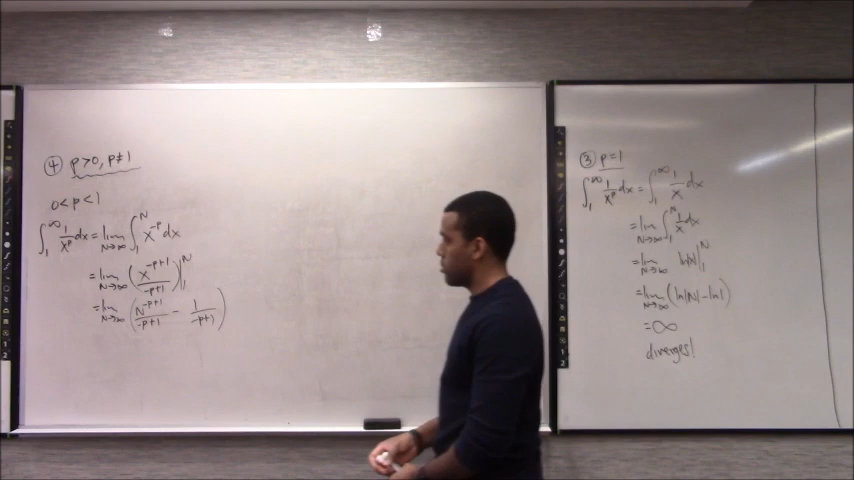 ④ p>0, p≠1
0<p<1
∫₁^∞ 1/x^p dx = lim N→∞ ∫₁^N x^-p dx
= lim N→∞ (x^-p+1/-p+1)|₁^N
= lim N→∞ (N^-p+1/-p+1 - 1/-p+1)
③ p=1
∫₁^∞ 1/x^p dx = ∫₁^∞ 1/x dx
= lim N→∞ ∫₁^N 1/x dx
= lim N→∞ ln|x||₁^N
= lim N→∞ (ln|N| - ln1)
= ∞
diverges!